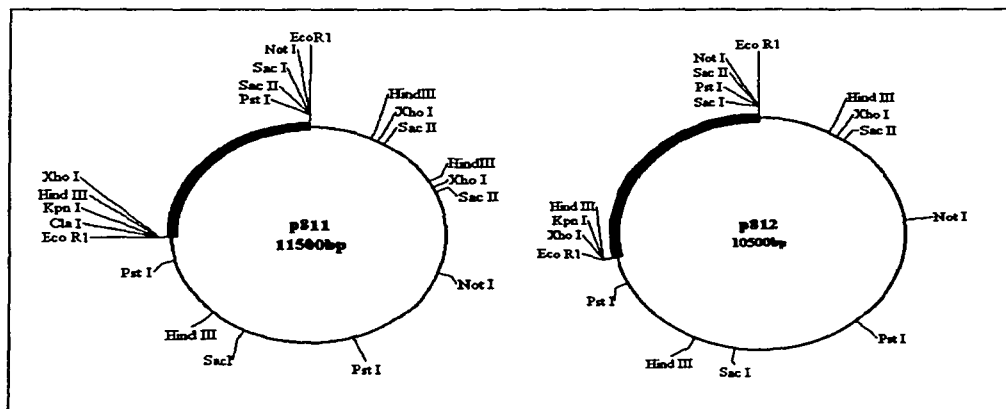 EcoR1
Not I
Sac I
Sac II
Pst I
HindIII
Xho I
Sac II
HindIII
Xho I
Sac II
Xho I
Hind III
Kpn I
Cla I
Eco R1
p811
11500bp
Pst I
Not I
Hind III
SacI
Pst I
Eco R1
Not I
Sac II
Pst I
Sac I
Hind III
Xho I
Sac II
Not I
Hind III
Kpn I
Xho I
Eco R1
p812
10500bp
Pst I
Pst I
Hind III
Sac I